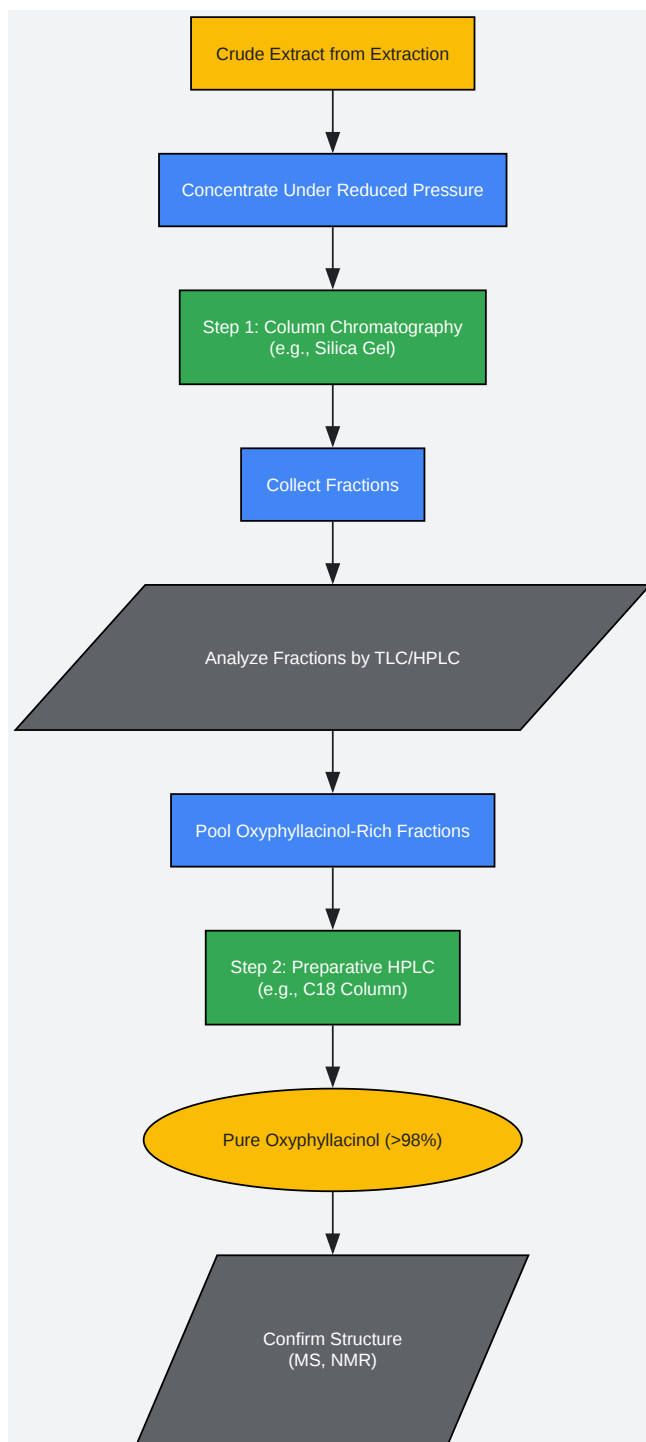 Crude Extract from Extraction
Concentrate Under Reduced Pressure
Step 1: Column Chromatography
(e.g., Silica Gel)
Collect Fractions
Analyze Fractions by TLC/HPLC
Pool Oxyphyllacinol-Rich Fractions
Step 2: Preparative HPLC
(e.g., C18 Column)
Pure Oxyphyllacinol (>98%)
Confirm Structure
(MS, NMR)